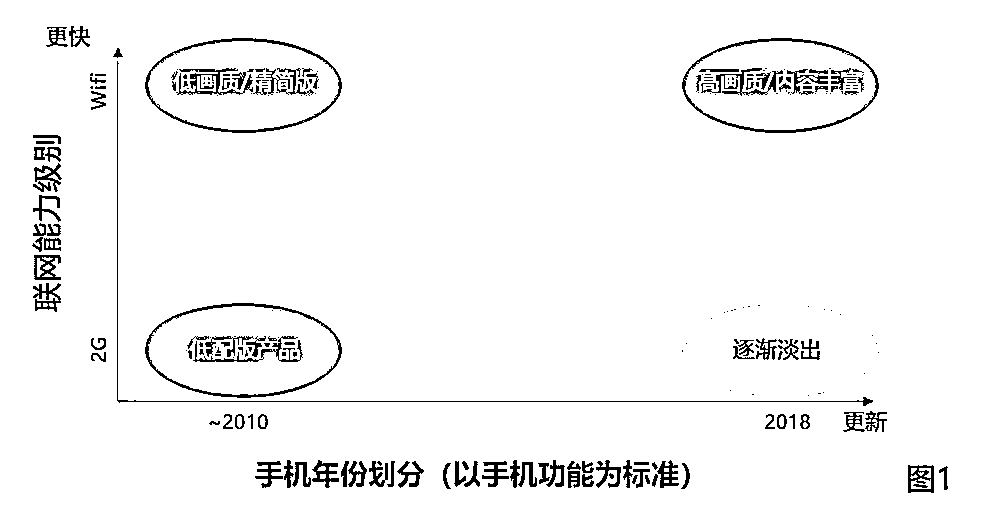 更快
Wifi
低画质/精简版
高画质/内容丰富
联网能力级别
2G
低配版产品
逐渐淡出
~2010
2018
更新
手机年份划分（以手机功能为标准）
图1